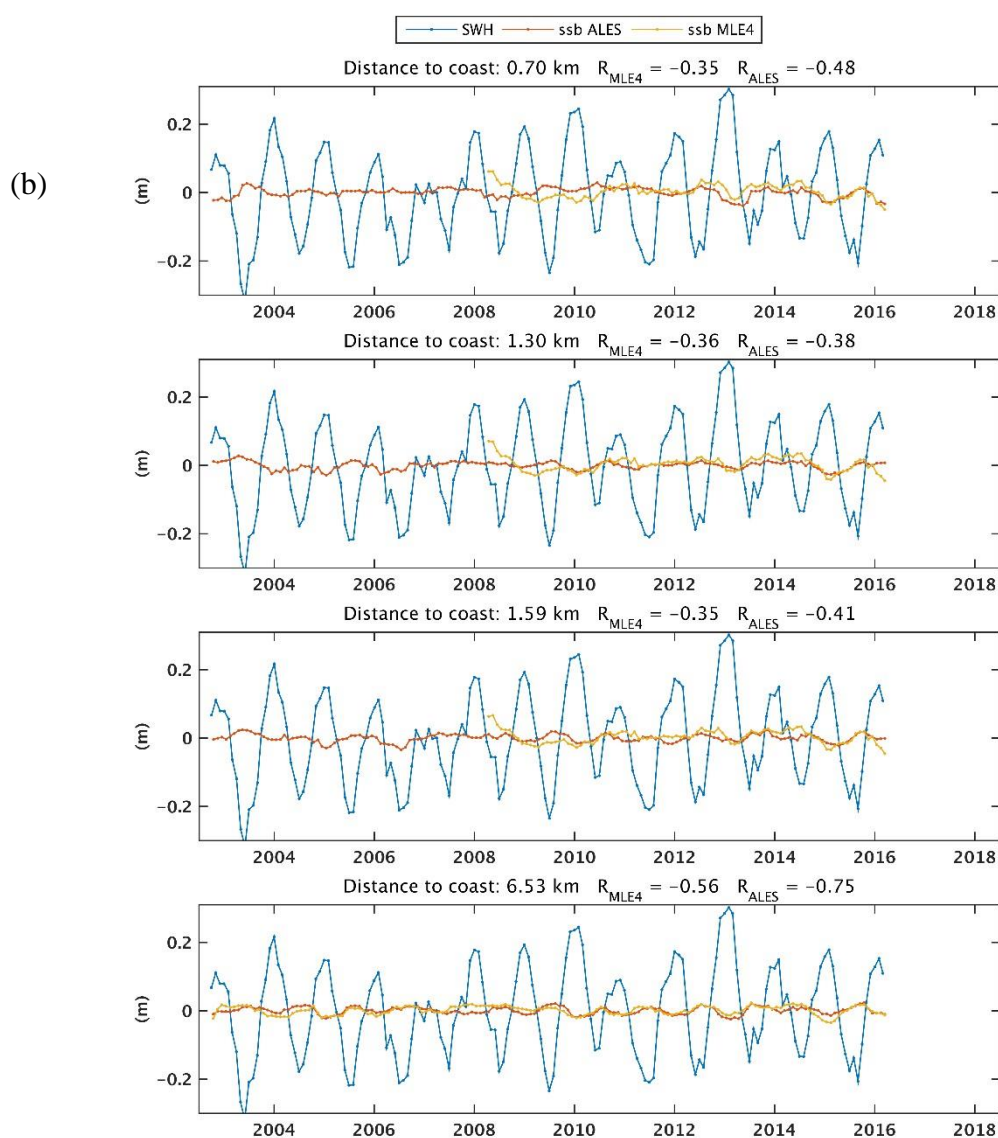 SWH ssb ALES ssb MLE4
Distance to coast: 0.70 km R_MLE4 = −0.35 R_ALES = −0.48
(b)
(m)
0.2
0
−0.2
2004 2006 2008 2010 2012 2014 2016 2018
Distance to coast: 1.30 km R_MLE4 = −0.36 R_ALES = −0.38
(m)
0.2
0
−0.2
2004 2006 2008 2010 2012 2014 2016 2018
Distance to coast: 1.59 km R_MLE4 = −0.35 R_ALES = −0.41
(m)
0.2
0
−0.2
2004 2006 2008 2010 2012 2014 2016 2018
Distance to coast: 6.53 km R_MLE4 = −0.56 R_ALES = −0.75
(m)
0.2
0
−0.2
2004 2006 2008 2010 2012 2014 2016 2018